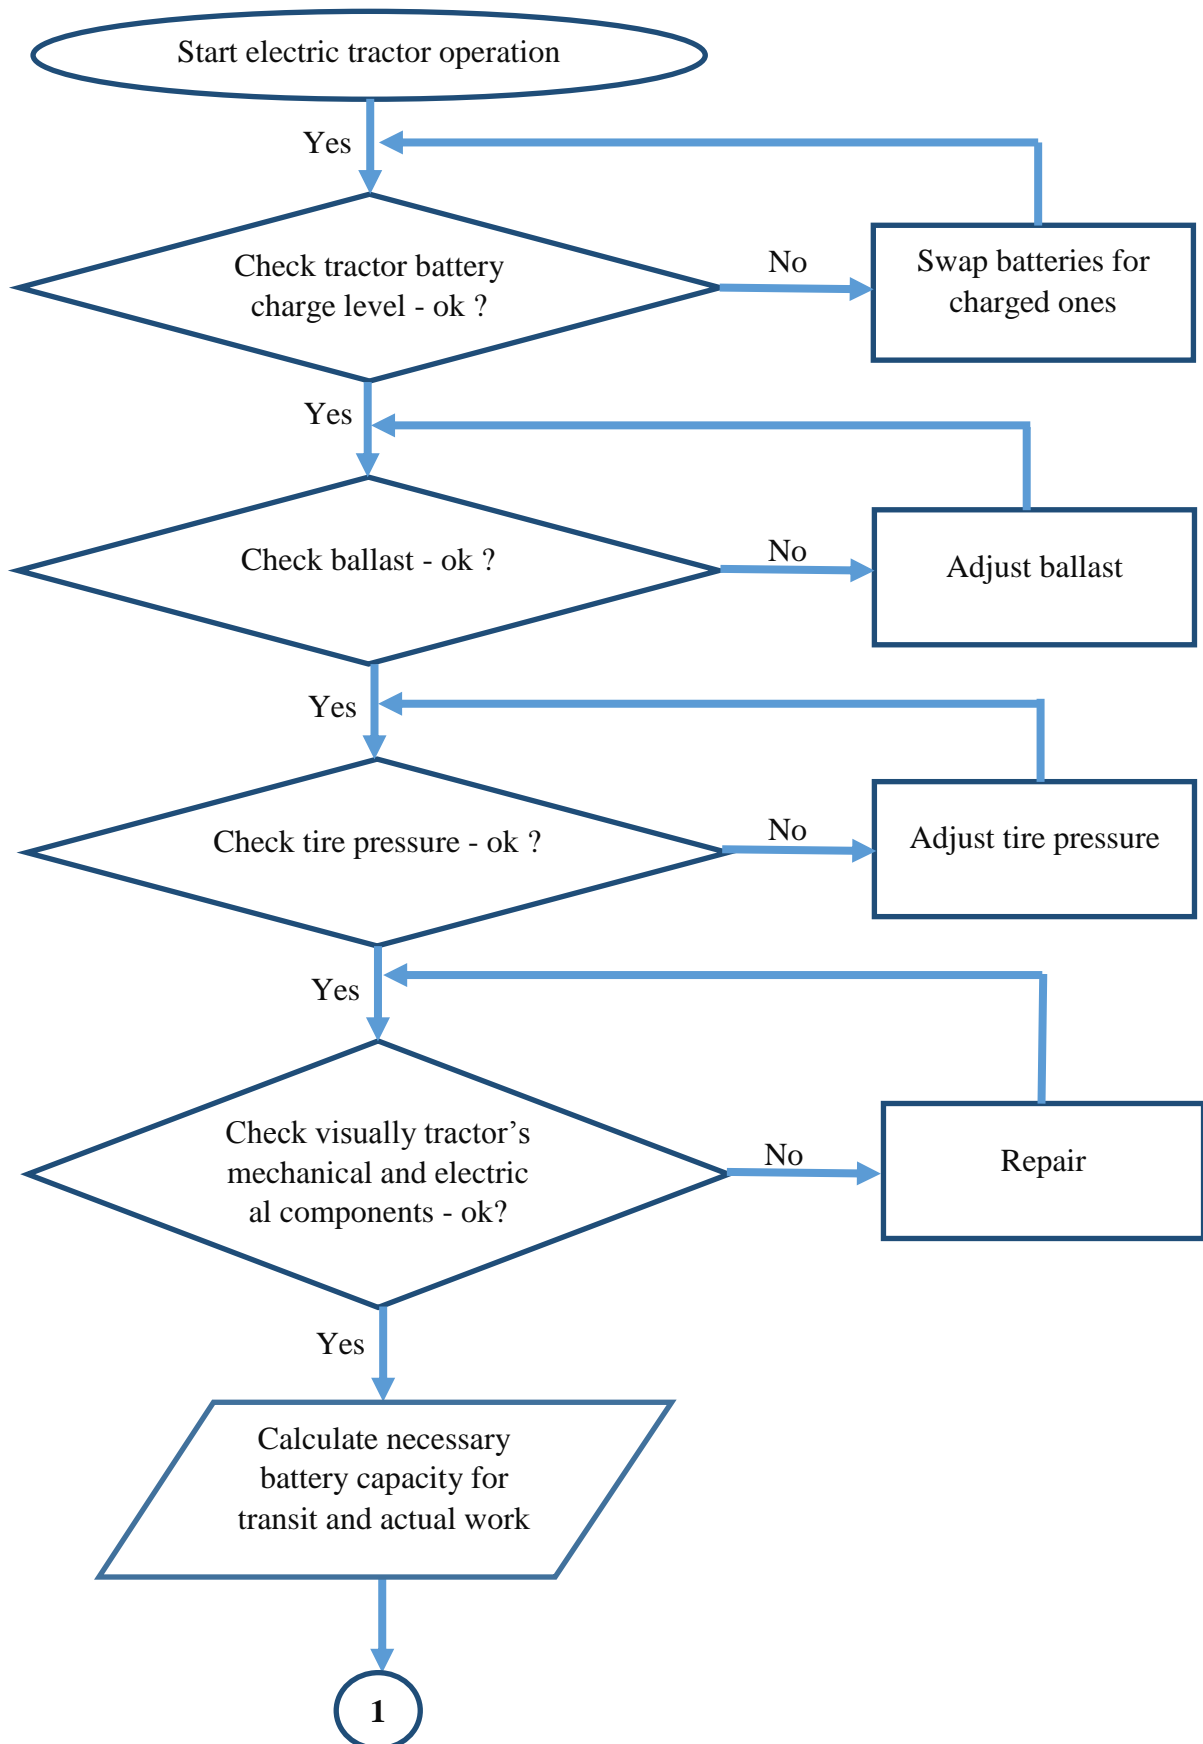 Start electric tractor operation
Yes
Check tractor battery
charge level - ok ?
No
Swap batteries for
charged ones
Yes
Check ballast - ok ?
No
Adjust ballast
Yes
Check tire pressure - ok ?
No
Adjust tire pressure
Yes
Check visually tractor’s
mechanical and electric
al components - ok?
No
Repair
Yes
Calculate necessary
battery capacity for
transit and actual work
1